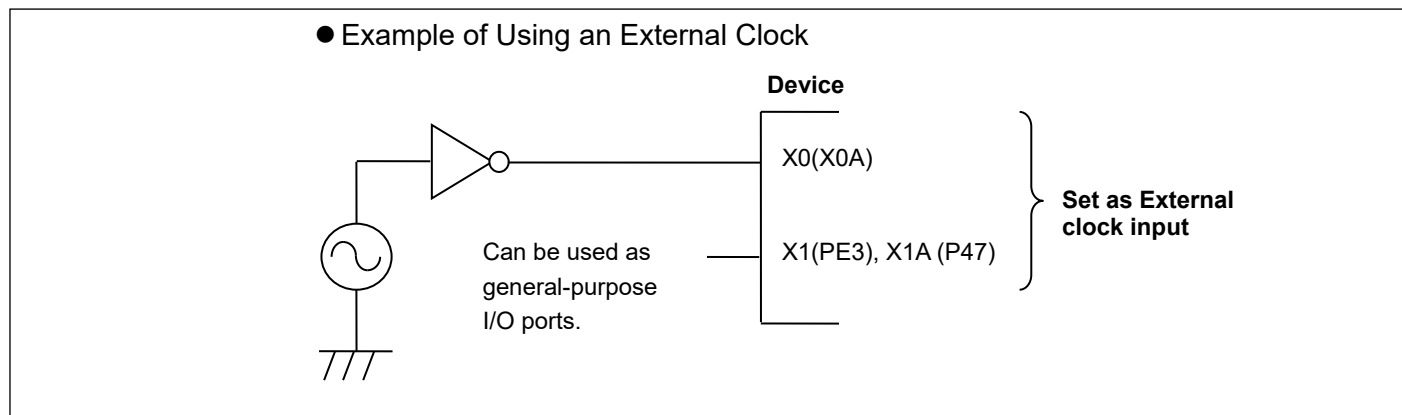 ● Example of Using an External Clock
Device
X0(X0A)
Set as External
clock input
Can be used as
general-purpose
I/O ports.
X1(PE3), X1A (P47)